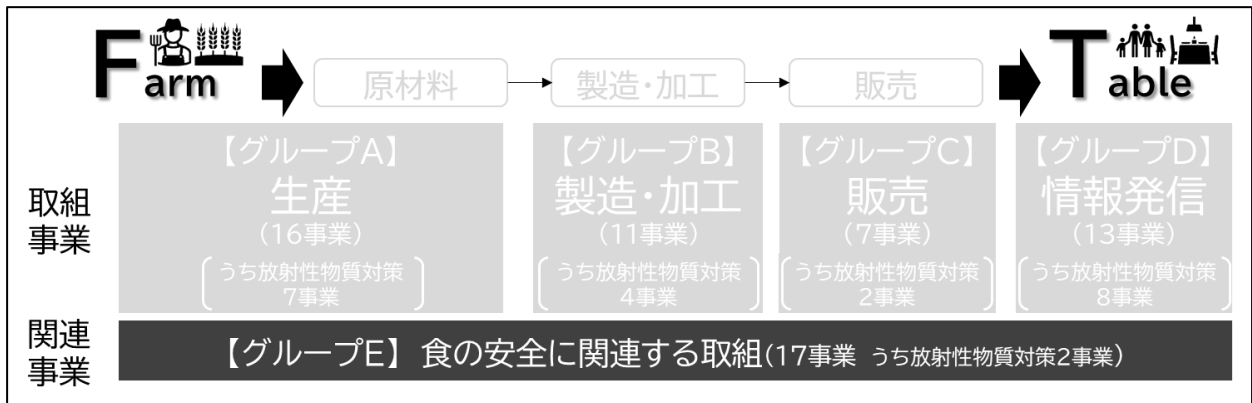 Farm
原材料
製造・加工
販売
Table
取組
事業
【グループA】
生産
(16事業)
うち放射性物質対策
7事業
【グループB】
製造・加工
(11事業)
うち放射性物質対策
4事業
【グループC】
販売
(7事業)
うち放射性物質対策
2事業
【グループD】
情報発信
(13事業)
うち放射性物質対策
8事業
関連
事業
【グループE】食の安全に関連する取組(17事業 うち放射性物質対策2事業)